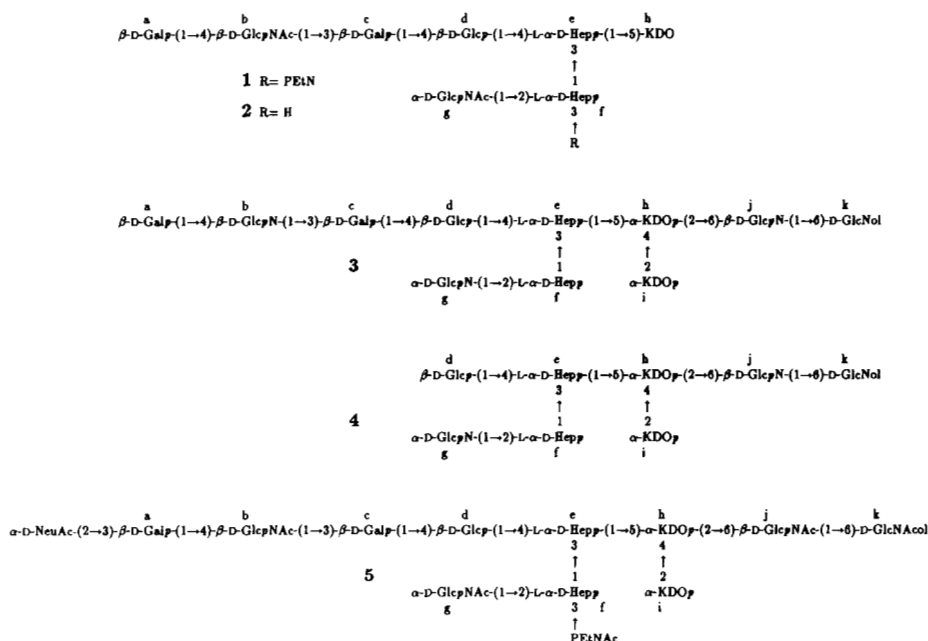 a b c d e h
β-D-Galp-(1→4)-β-D-GlcpNAc-(1→3)-β-D-Galp-(1→4)-β-D-Glcp-(1→4)-L-α-D-Hepp-(1→5)-KDO
3
↑
1 R= PEtN 1
α-D-GlcpNAc-(1→2)-L-α-D-Hepp
2 R= H g 3 f
↑
R
a b c d e h j k
β-D-Galp-(1→4)-β-D-GlcpN-(1→3)-β-D-Galp-(1→4)-β-D-Glcp-(1→4)-L-α-D-Hepp-(1→5)-α-KDOp-(2→6)-β-D-GlcpN-(1→6)-D-GlcNol
3 4
↑ ↑
3 1 2
α-D-GlcpN-(1→2)-L-α-D-Hepp α-KDOp
g f i
d e h j k
β-D-Glcp-(1→4)-L-α-D-Hepp-(1→5)-α-KDOp-(2→6)-β-D-GlcpN-(1→6)-D-GlcNol
3 4
↑ ↑
4 1 2
α-D-GlcpN-(1→2)-L-α-D-Hepp α-KDOp
g f i
a b c d e h j k
α-D-NeuAc-(2→3)-β-D-Galp-(1→4)-β-D-GlcpNAc-(1→3)-β-D-Galp-(1→4)-β-D-Glcp-(1→4)-L-α-D-Hepp-(1→5)-α-KDOp-(2→6)-β-D-GlcpNAc-(1→6)-D-GlcNAcol
3 4
↑ ↑
5 1 2
α-D-GlcpNAc-(1→2)-L-α-D-Hepp α-KDOp
g 3 f i
↑
PEtNAc